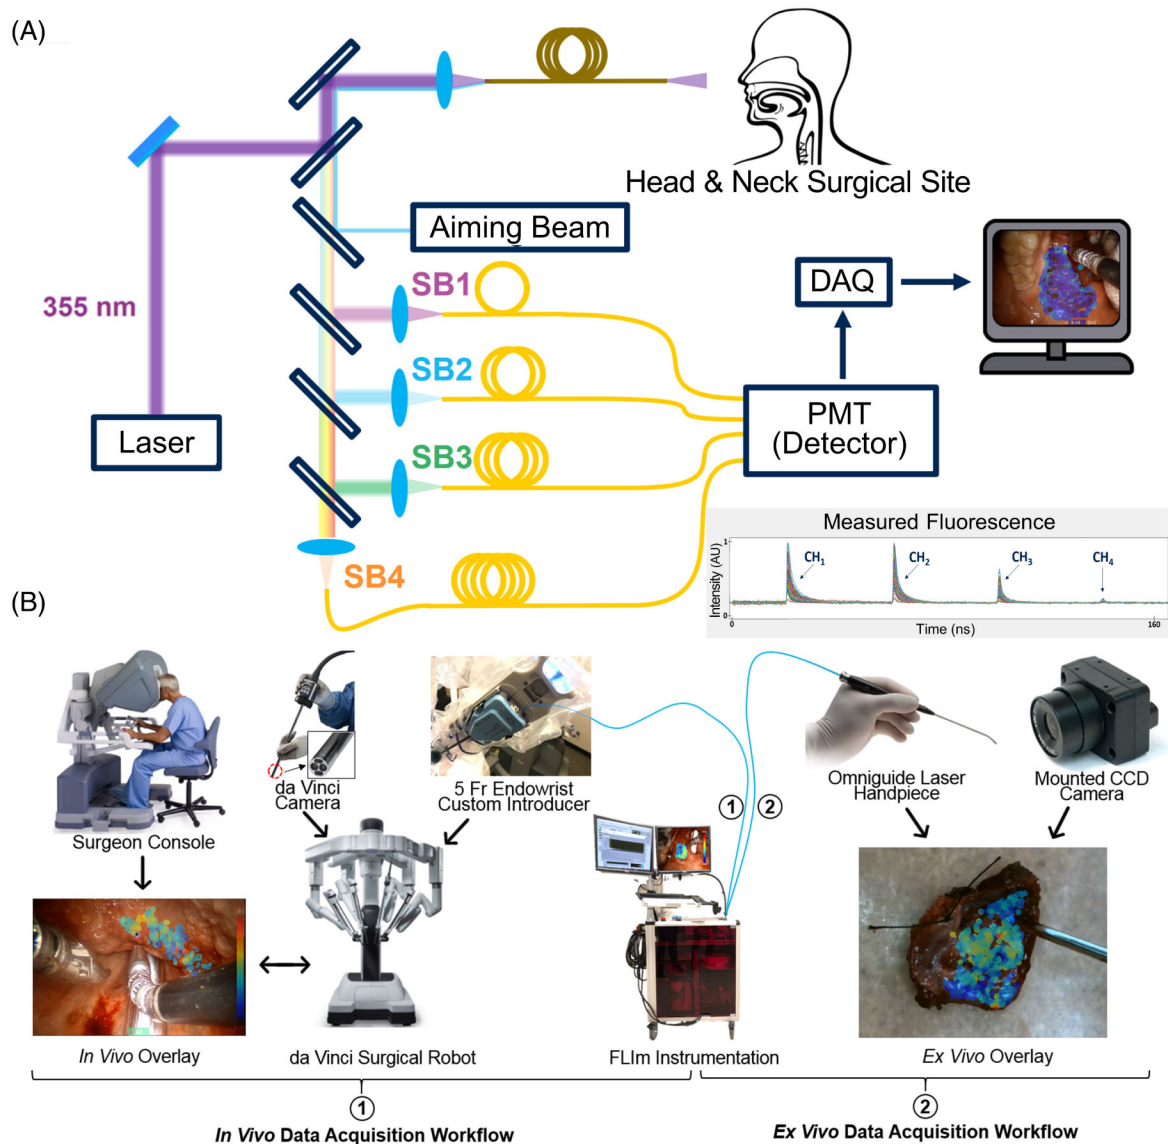 (A)
Head & Neck Surgical Site
Aiming Beam
355 nm
SB1
DAQ
SB2
Laser
PMT
(Detector)
SB3
SB4
Measured Fluorescence
Intensity (AU)
1
0
CH1
CH2
CH3
CH4
0
160
Time (ns)
(B)
Surgeon Console
da Vinci
Camera
5 Fr Endowrist
Custom Introducer
1
2
Omniguide Laser
Handpiece
Mounted CCD
Camera
In Vivo Overlay
da Vinci Surgical Robot
FLIm Instrumentation
Ex Vivo Overlay
1
2
In Vivo Data Acquisition Workflow
Ex Vivo Data Acquisition Workflow